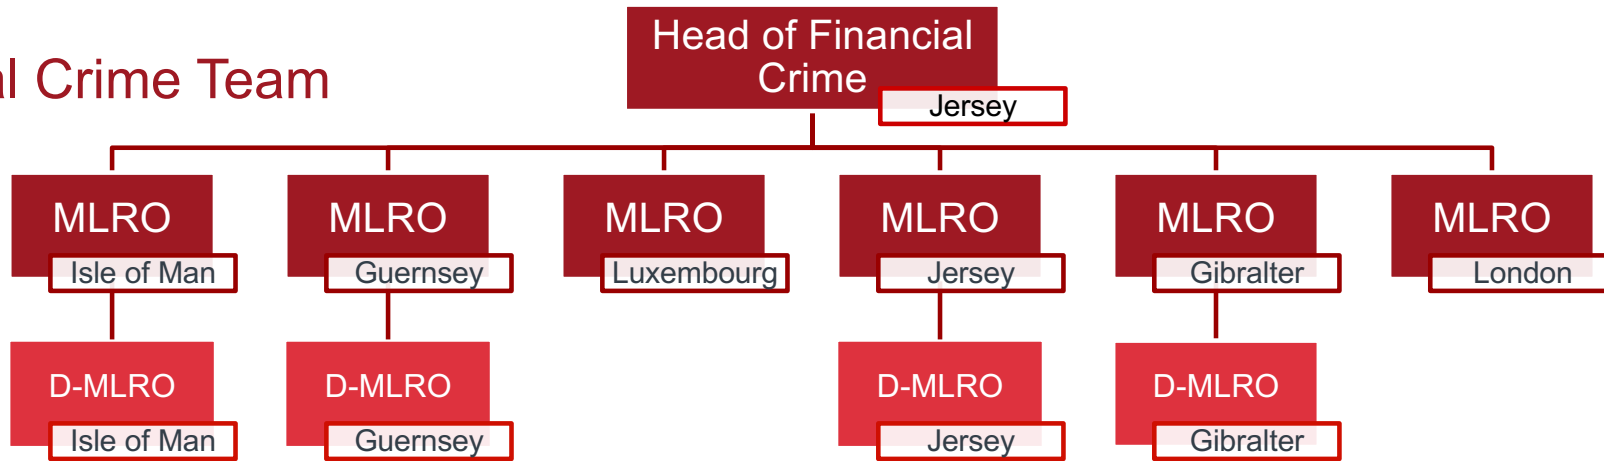 al Crime Team
Head of Financial
Crime
Jersey
MLRO
Isle of Man
MLRO
Guernsey
MLRO
Luxembourg
MLRO
Jersey
MLRO
Gibralter
MLRO
London
D-MLRO
Isle of Man
D-MLRO
Guernsey
D-MLRO
Jersey
D-MLRO
Gibralter